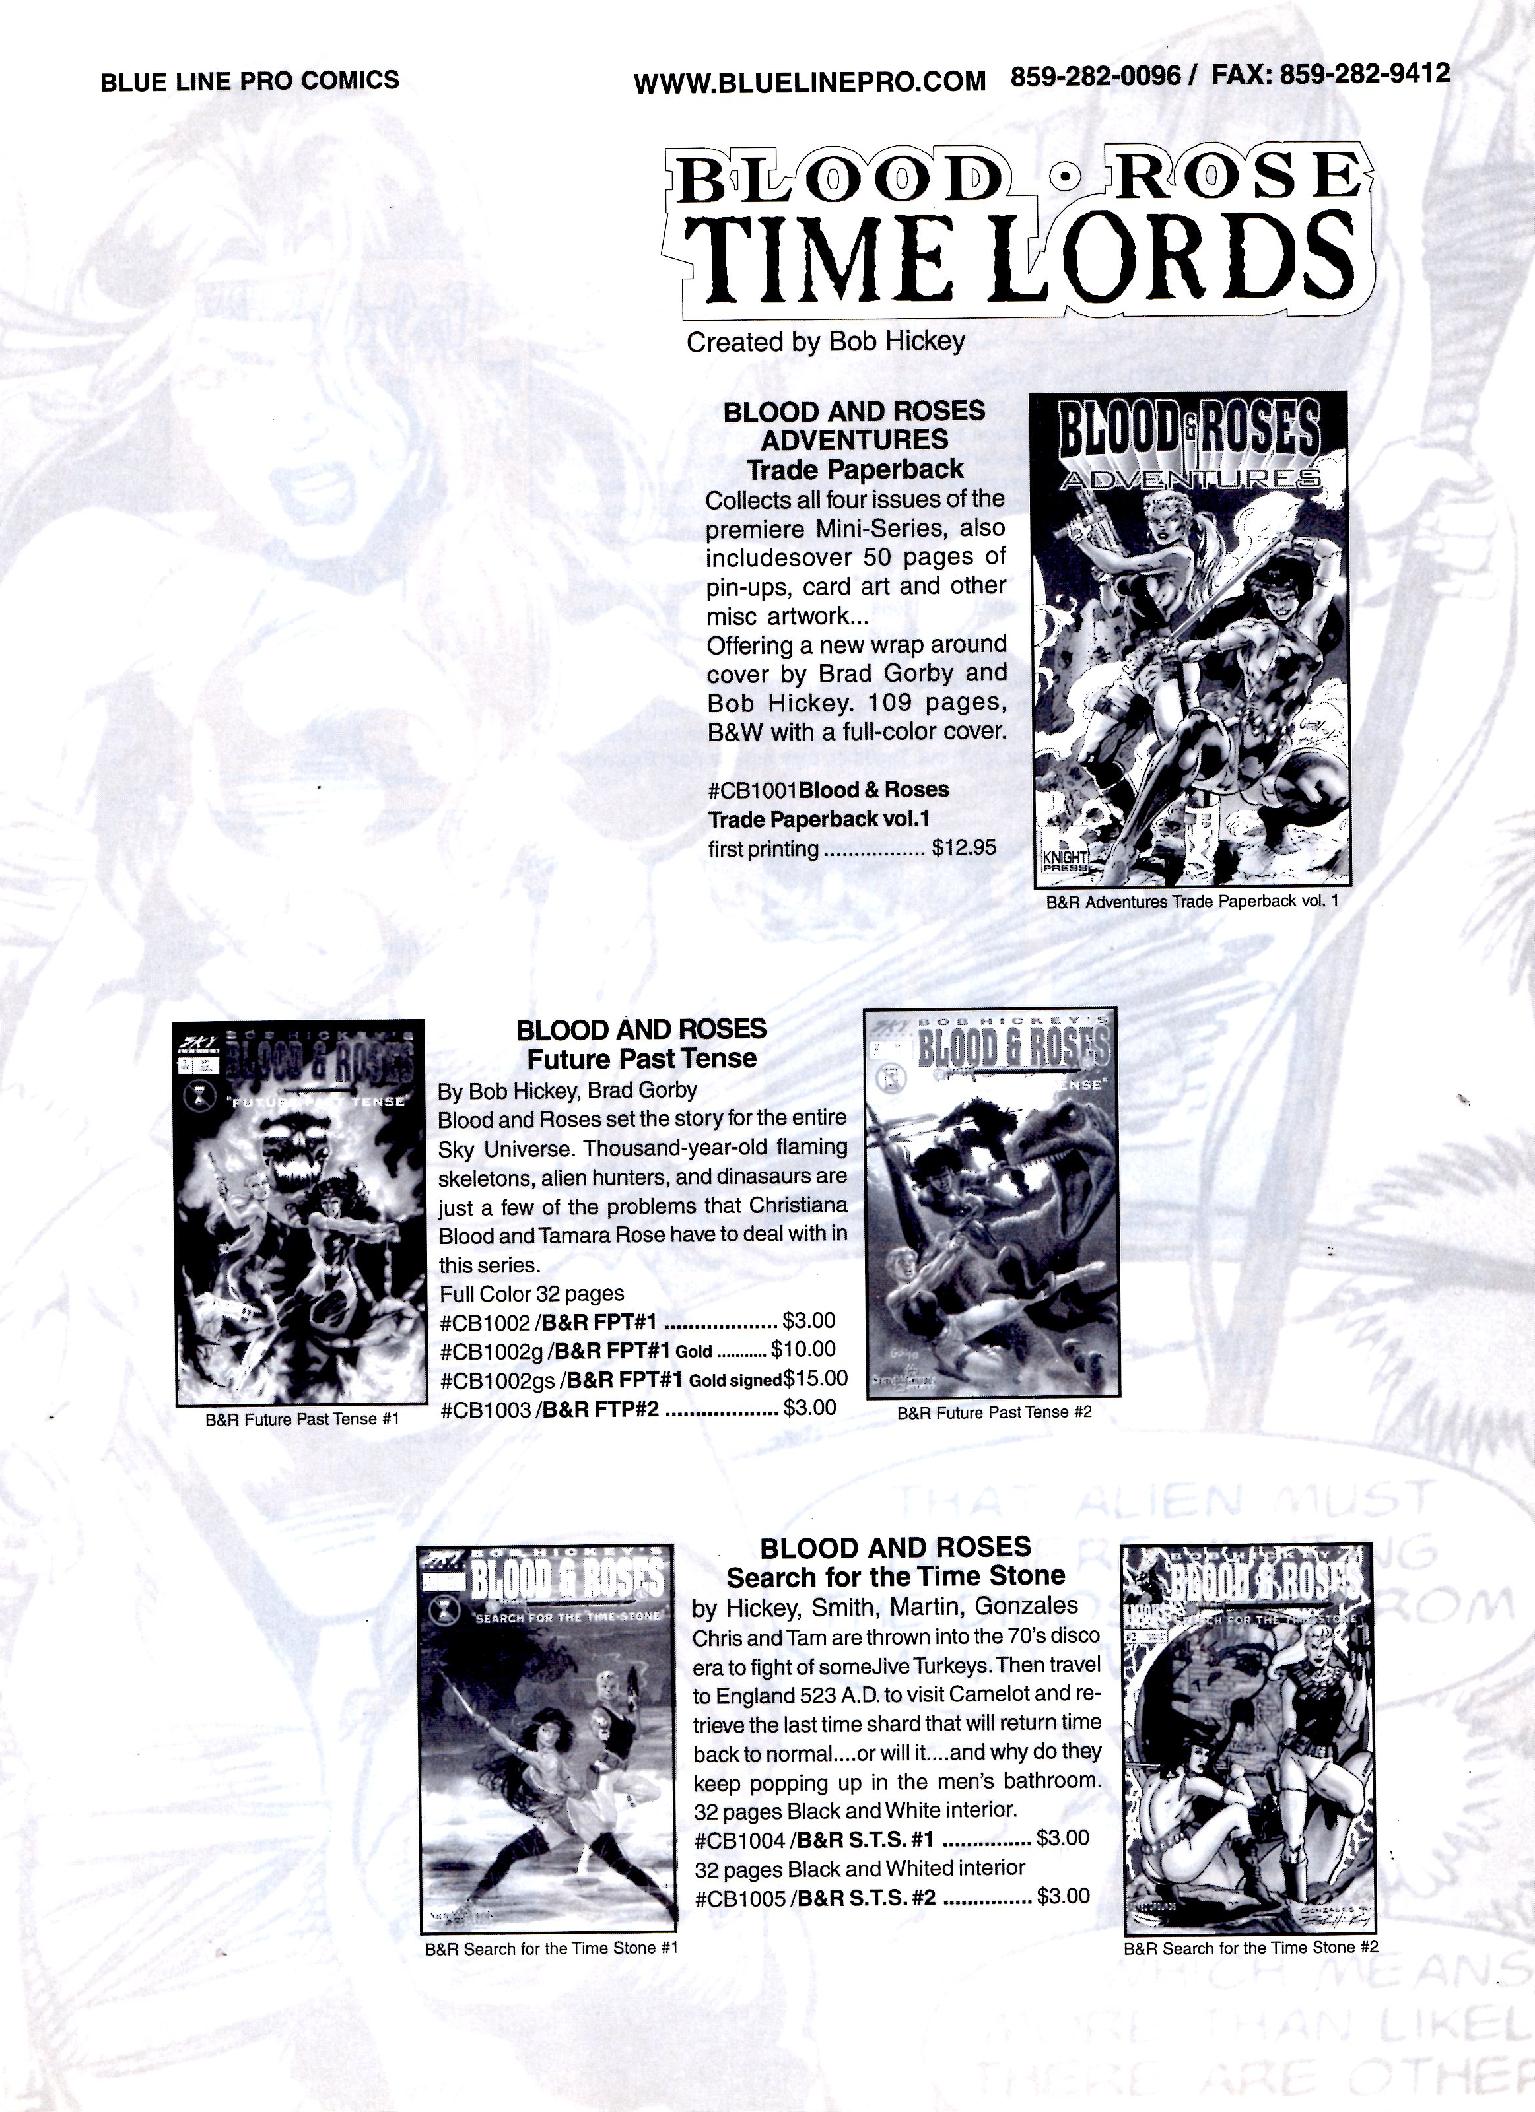 BLUE LINE PRO COMICS
WWW.BLUELINEPRO.COM 859-282-0096 / FAX: 859-282-9412
BLOOD • ROSE
TIME LORDS
Created by Bob Hickey
BLOOD AND ROSES
ADVENTURES
Trade Paperback
Collects all four issues of the
premiere Mini-Series, also
includesover 50 pages of
pin-ups, card art and other
misc artwork...
Offering a new wrap around
cover by Brad Gorby and
Bob Hickey. 109 pages,
B&W with a full-color cover.
#CB1001 Blood & Roses
Trade Paperback vol.1
first printing ................. $12.95
BLOOD & ROSES
ADVENTURES
KNIGHT
PRESS
B&R Adventures Trade Paperback vol. 1
SKY
BOB HICKEY'S
BLOOD & ROSES
"FUTURE PAST TENSE"
B&R Future Past Tense #1
BLOOD AND ROSES
Future Past Tense
By Bob Hickey, Brad Gorby
Blood and Roses set the story for the entire
Sky Universe. Thousand-year-old flaming
skeletons, alien hunters, and dinasaurs are
just a few of the problems that Christiana
Blood and Tamara Rose have to deal with in
this series.
Full Color 32 pages
#CB1002 /B&R FPT#1 ................... $3.00
#CB1002g /B&R FPT#1 Gold ........... $10.00
#CB1002gs /B&R FPT#1 Gold signed$15.00
#CB1003 /B&R FTP#2 ................... $3.00
SKY
BOB HICKEY'S
BLOOD & ROSES
ENSE"
B&R Future Past Tense #2
SKY
BOB HICKEY'S
BLOOD & ROSES
"SEARCH FOR THE TIME-STONE"
B&R Search for the Time Stone #1
BLOOD AND ROSES
Search for the Time Stone
by Hickey, Smith, Martin, Gonzales
Chris and Tam are thrown into the 70's disco
era to fight of someJive Turkeys. Then travel
to England 523 A.D. to visit Camelot and re-
trieve the last time shard that will return time
back to normal....or will it....and why do they
keep popping up in the men's bathroom.
32 pages Black and White interior.
#CB1004 /B&R S.T.S. #1 ............... $3.00
32 pages Black and Whited interior
#CB1005 /B&R S.T.S. #2 ............... $3.00
BLOOD & ROSES
SEARCH FOR THE TIME STONE
GONZALES
B&R Search for the Time Stone #2
THAT ALIEN MUST
ROM
WHICH MEANS
MORE THAN LIKEL
THERE ARE OTHER